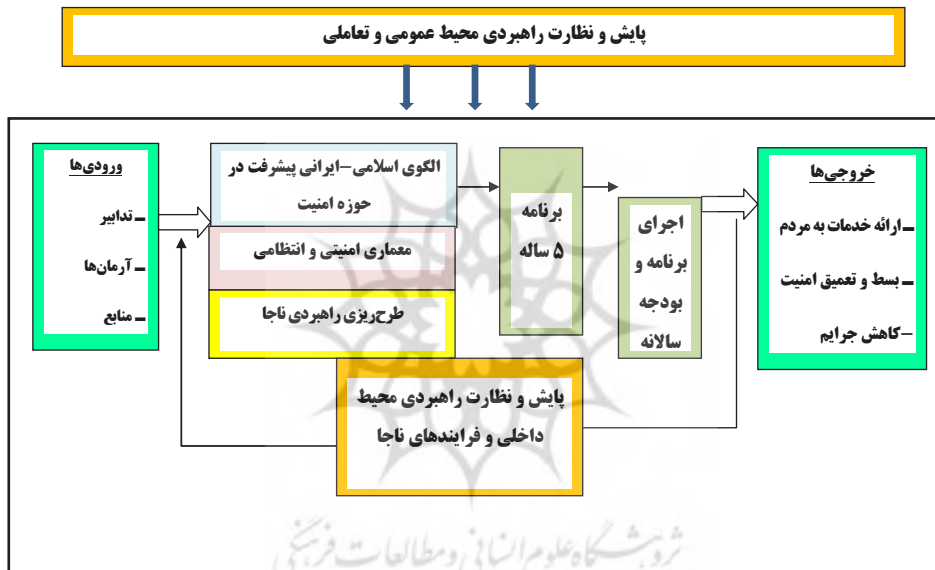 پایش و نظارت راهبردی محیط عمومی و تعاملی
ورودی‌ها
ـ تدابیر
ـ آرمان‌ها
ـ منابع
الگوی اسلامی–ایرانی پیشرفت در
حوزه امنیت
معماری امنیتی و انتظامی
طرح‌ریزی راهبردی ناجا
برنامه
۵ ساله
اجرای
برنامه و
بودجه
سالانه
خروجی‌ها
ـ ارائه خدمات به مردم
ـ بسط و تعمیق امنیت
–کاهش جرایم
پایش و نظارت راهبردی محیط
داخلی و فرایندهای ناجا
پژوهشگاه علوم انسانی و مطالعات فرهنگی